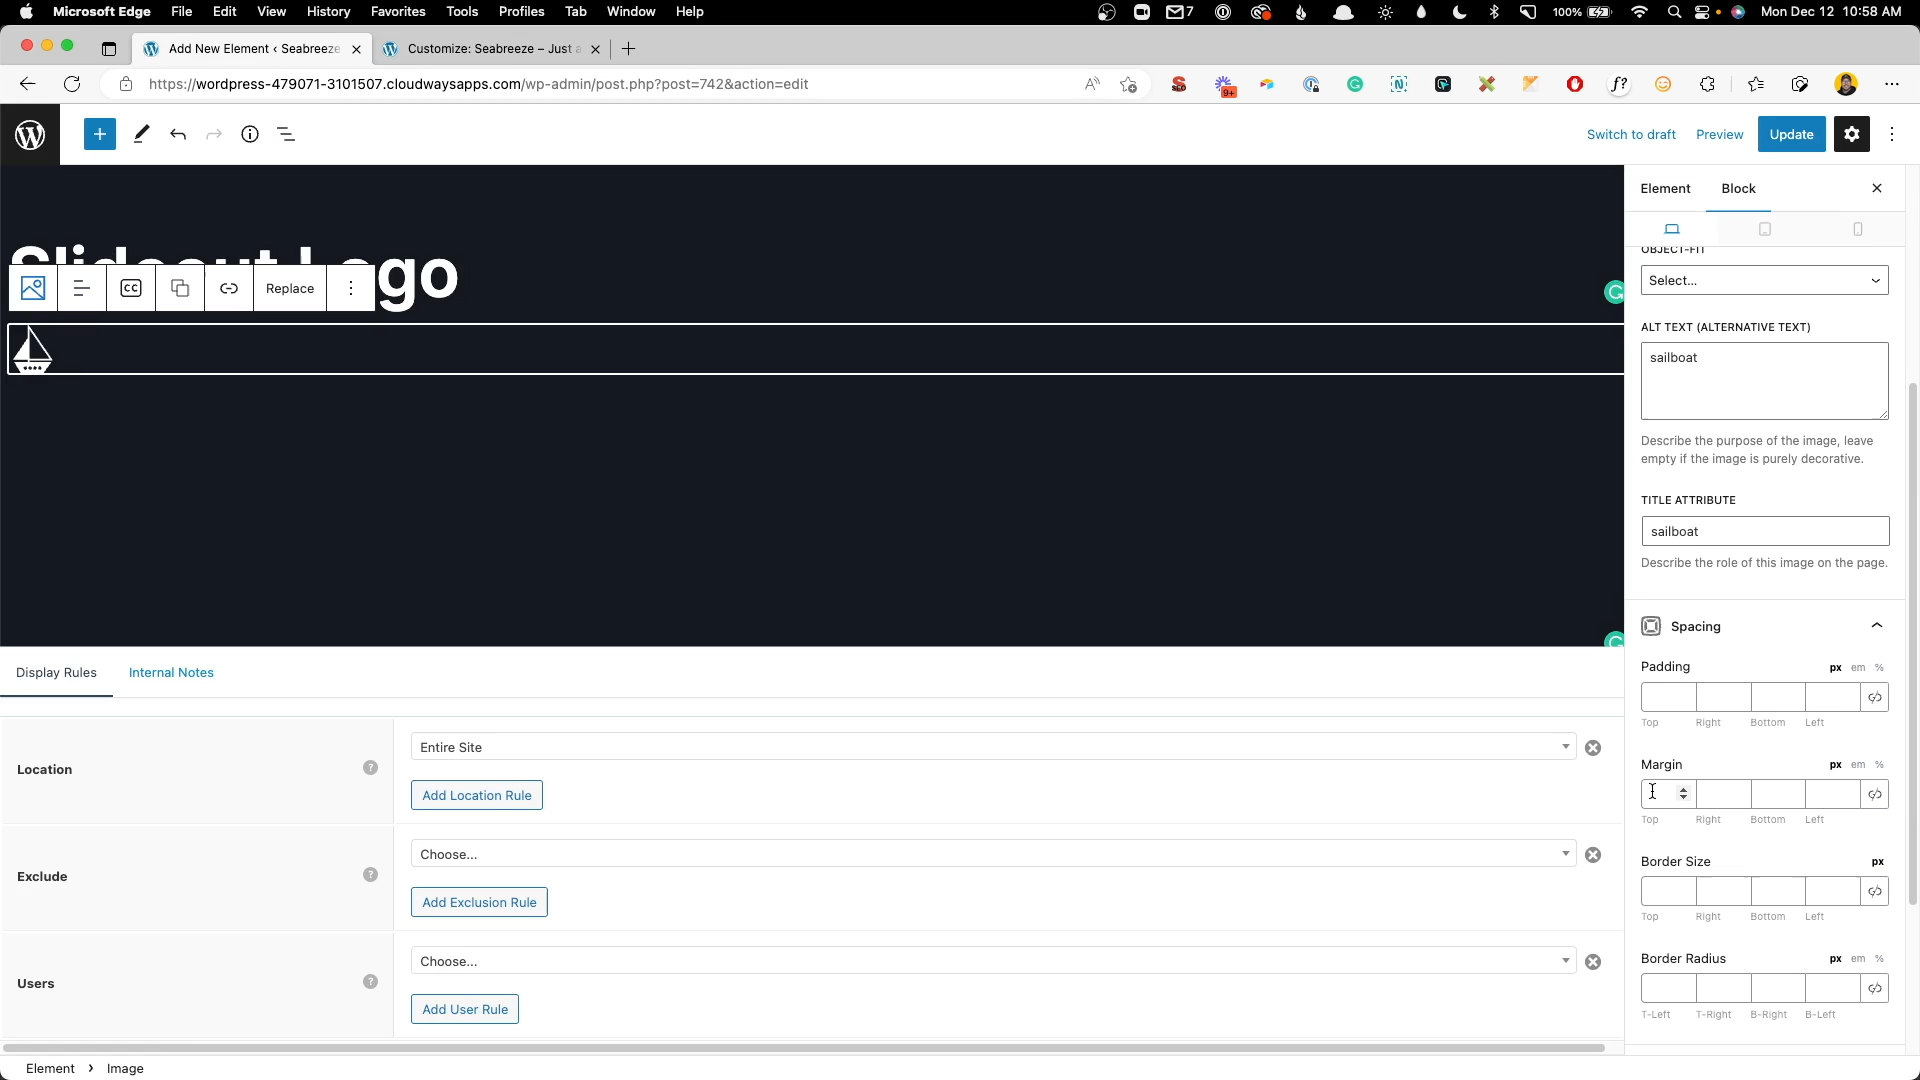 Microsoft Edge File Edit View History Favorites Tools Profiles Tab Window Help 7 100% Mon Dec 12 10:58 AM
Add New Element ‹ Seabreeze
Customize: Seabreeze – Just a
https://wordpress-479071-3101507.cloudwaysapps.com/wp-admin/post.php?post=742&action=edit
9+
f?
Switch to draft Preview Update
Element Block
Slideout Logo
CC Replace
OBJECT-FIT
Select...
ALT TEXT (ALTERNATIVE TEXT)
sailboat
Describe the purpose of the image, leave
empty if the image is purely decorative.
TITLE ATTRIBUTE
sailboat
Describe the role of this image on the page.
Spacing
Padding px em %
Top Right Bottom Left
Margin px em %
Top Right Bottom Left
Border Size px
Top Right Bottom Left
Border Radius px em %
T-Left T-Right B-Right B-Left
Display Rules Internal Notes
Location ? Entire Site
Add Location Rule
Exclude ? Choose...
Add Exclusion Rule
Users ? Choose...
Add User Rule
Element › Image